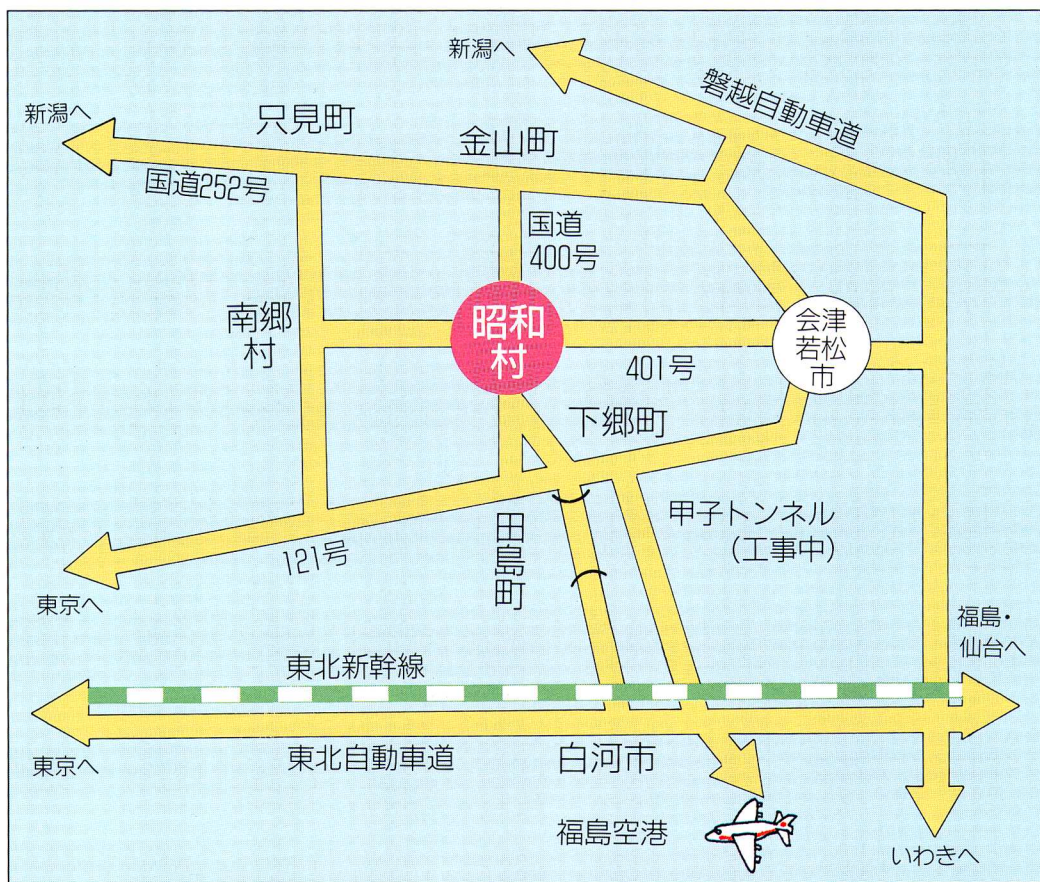 新潟へ
磐越自動車道
新潟へ
只見町
金山町
国道252号
国道
400号
南郷
村
昭和
村
会津
若松
市
401号
下郷町
甲子トンネル
(工事中)
田島町
121号
東京へ
福島・
仙台へ
東北新幹線
東北自動車道
東京へ
白河市
福島空港
いわきへ